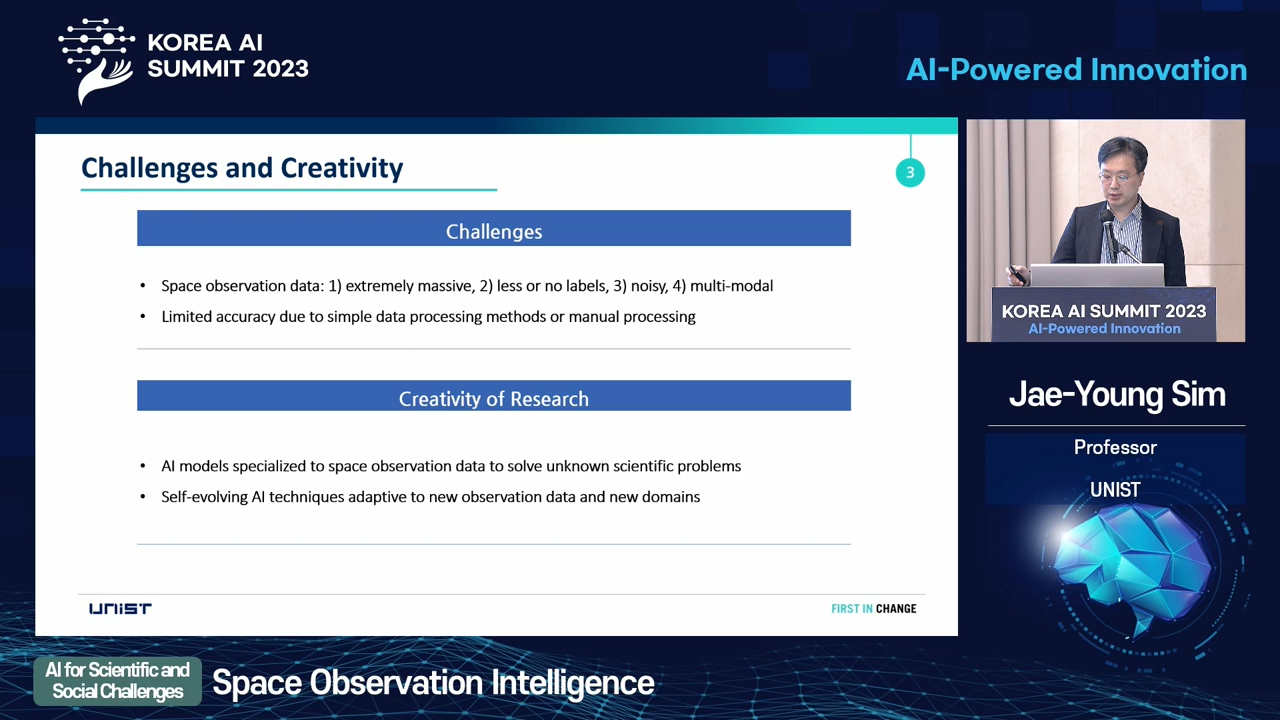 KOREA AI
SUMMIT 2023
AI-Powered Innovation
Challenges and Creativity
3
Challenges
• Space observation data: 1) extremely massive, 2) less or no labels, 3) noisy, 4) multi-modal
• Limited accuracy due to simple data processing methods or manual processing
Creativity of Research
• AI models specialized to space observation data to solve unknown scientific problems
• Self-evolving AI techniques adaptive to new observation data and new domains
UNIST
FIRST IN CHANGE
KOREA AI SUMMIT 2023
AI-Powered Innovation
Jae-Young Sim
Professor
UNIST
AI for Scientific and
Social Challenges
Space Observation Intelligence